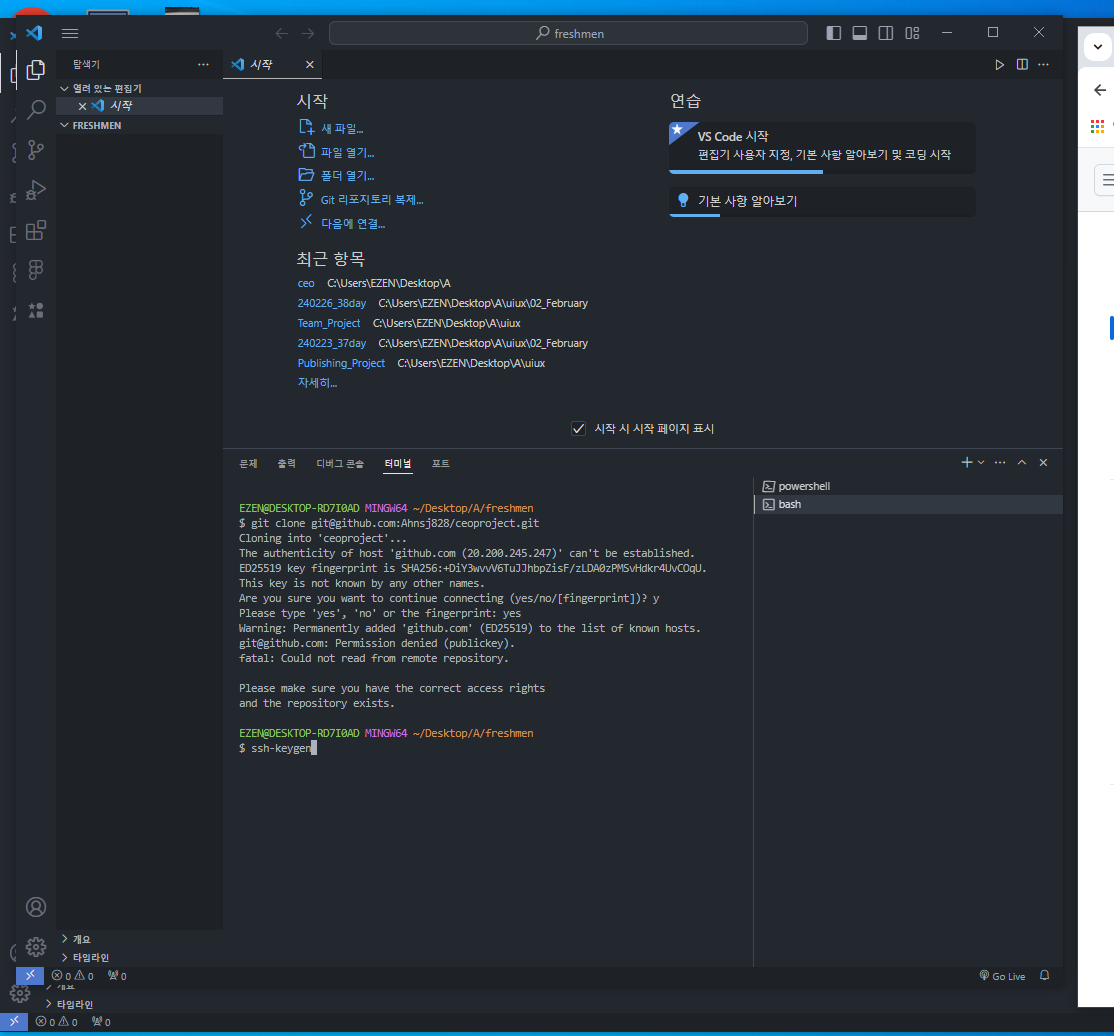 freshmen
탐색기
시작
열려 있는 편집기
시작
FRESHMEN
시작
새 파일...
파일 열기...
폴더 열기...
Git 리포지토리 복제...
다음에 연결...
최근 항목
ceo C:\Users\EZEN\Desktop\A
240226_38day C:\Users\EZEN\Desktop\A\uiux\02_February
Team_Project C:\Users\EZEN\Desktop\A\uiux
240223_37day C:\Users\EZEN\Desktop\A\uiux\02_February
Publishing_Project C:\Users\EZEN\Desktop\A\uiux
자세히...
연습
VS Code 시작
편집기 사용자 지정, 기본 사항 알아보기 및 코딩 시작
기본 사항 알아보기
시작 시 시작 페이지 표시
문제 출력 디버그 콘솔 터미널 포트
EZEN@DESKTOP-RD7I0AD MINGW64 ~/Desktop/A/freshmen
$ git clone git@github.com:Ahnsj828/ceoproject.git
Cloning into 'ceoproject'...
The authenticity of host 'github.com (20.200.245.247)' can't be established.
ED25519 key fingerprint is SHA256:+DiY3wvvV6TuJJhbpZisF/zLDA0zPMSvHdkr4UvCOqU.
This key is not known by any other names.
Are you sure you want to continue connecting (yes/no/[fingerprint])? y
Please type 'yes', 'no' or the fingerprint: yes
Warning: Permanently added 'github.com' (ED25519) to the list of known hosts.
git@github.com: Permission denied (publickey).
fatal: Could not read from remote repository.
Please make sure you have the correct access rights
and the repository exists.
EZEN@DESKTOP-RD7I0AD MINGW64 ~/Desktop/A/freshmen
$ ssh-keygen
powershell
bash
개요
타임라인
0 0 0
Go Live
개요
타임라인
0 0 0